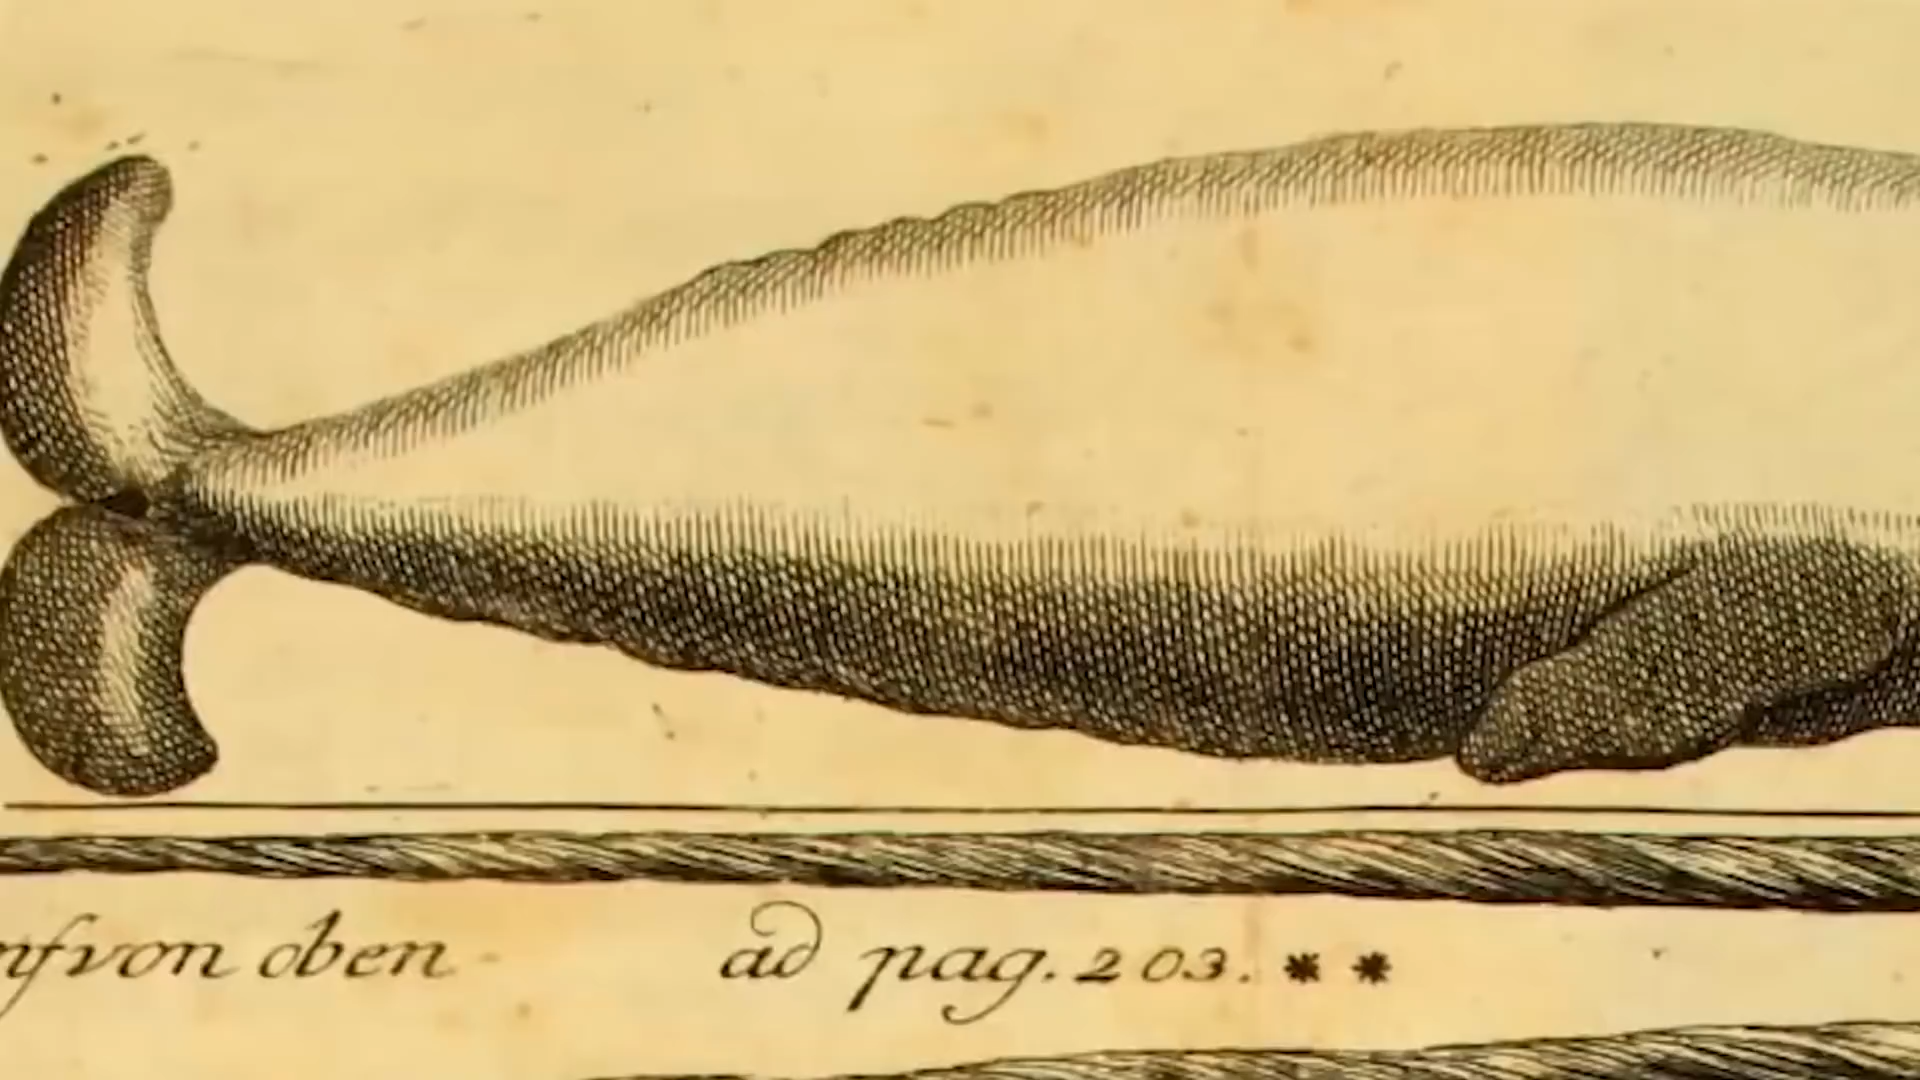 von oben ad pag. 203. * *